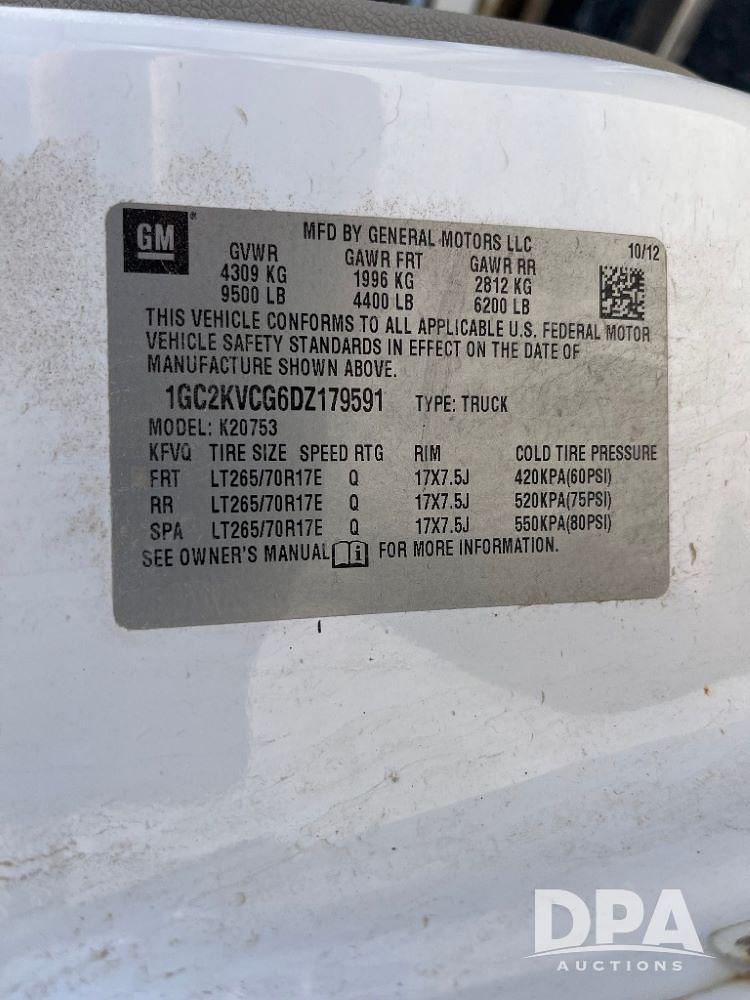 GM
MFD BY GENERAL MOTORS LLC 10/12
GVWR GAWR FRT GAWR RR
4309 KG 1996 KG 2812 KG
9500 LB 4400 LB 6200 LB
THIS VEHICLE CONFORMS TO ALL APPLICABLE U.S. FEDERAL MOTOR
VEHICLE SAFETY STANDARDS IN EFFECT ON THE DATE OF
MANUFACTURE SHOWN ABOVE.
1GC2KVCG6DZ179591 TYPE: TRUCK
MODEL: K20753
KFVQ TIRE SIZE SPEED RTG RIM COLD TIRE PRESSURE
FRT LT265/70R17E Q 17X7.5J 420KPA(60PSI)
RR LT265/70R17E Q 17X7.5J 520KPA(75PSI)
SPA LT265/70R17E Q 17X7.5J 550KPA(80PSI)
SEE OWNER'S MANUAL i FOR MORE INFORMATION.
DPA
AUCTIONS